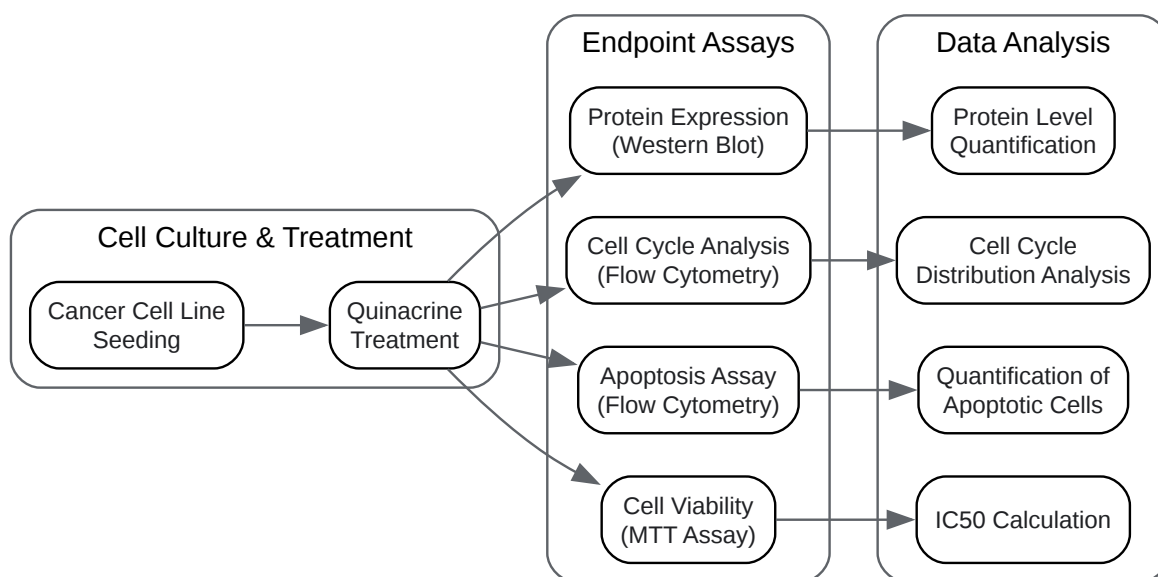 Cell Culture & Treatment
Cancer Cell Line
Seeding
Quinacrine
Treatment
Endpoint Assays
Protein Expression
(Western Blot)
Cell Cycle Analysis
(Flow Cytometry)
Apoptosis Assay
(Flow Cytometry)
Cell Viability
(MTT Assay)
Data Analysis
Protein Level
Quantification
Cell Cycle
Distribution Analysis
Quantification of
Apoptotic Cells
IC50 Calculation